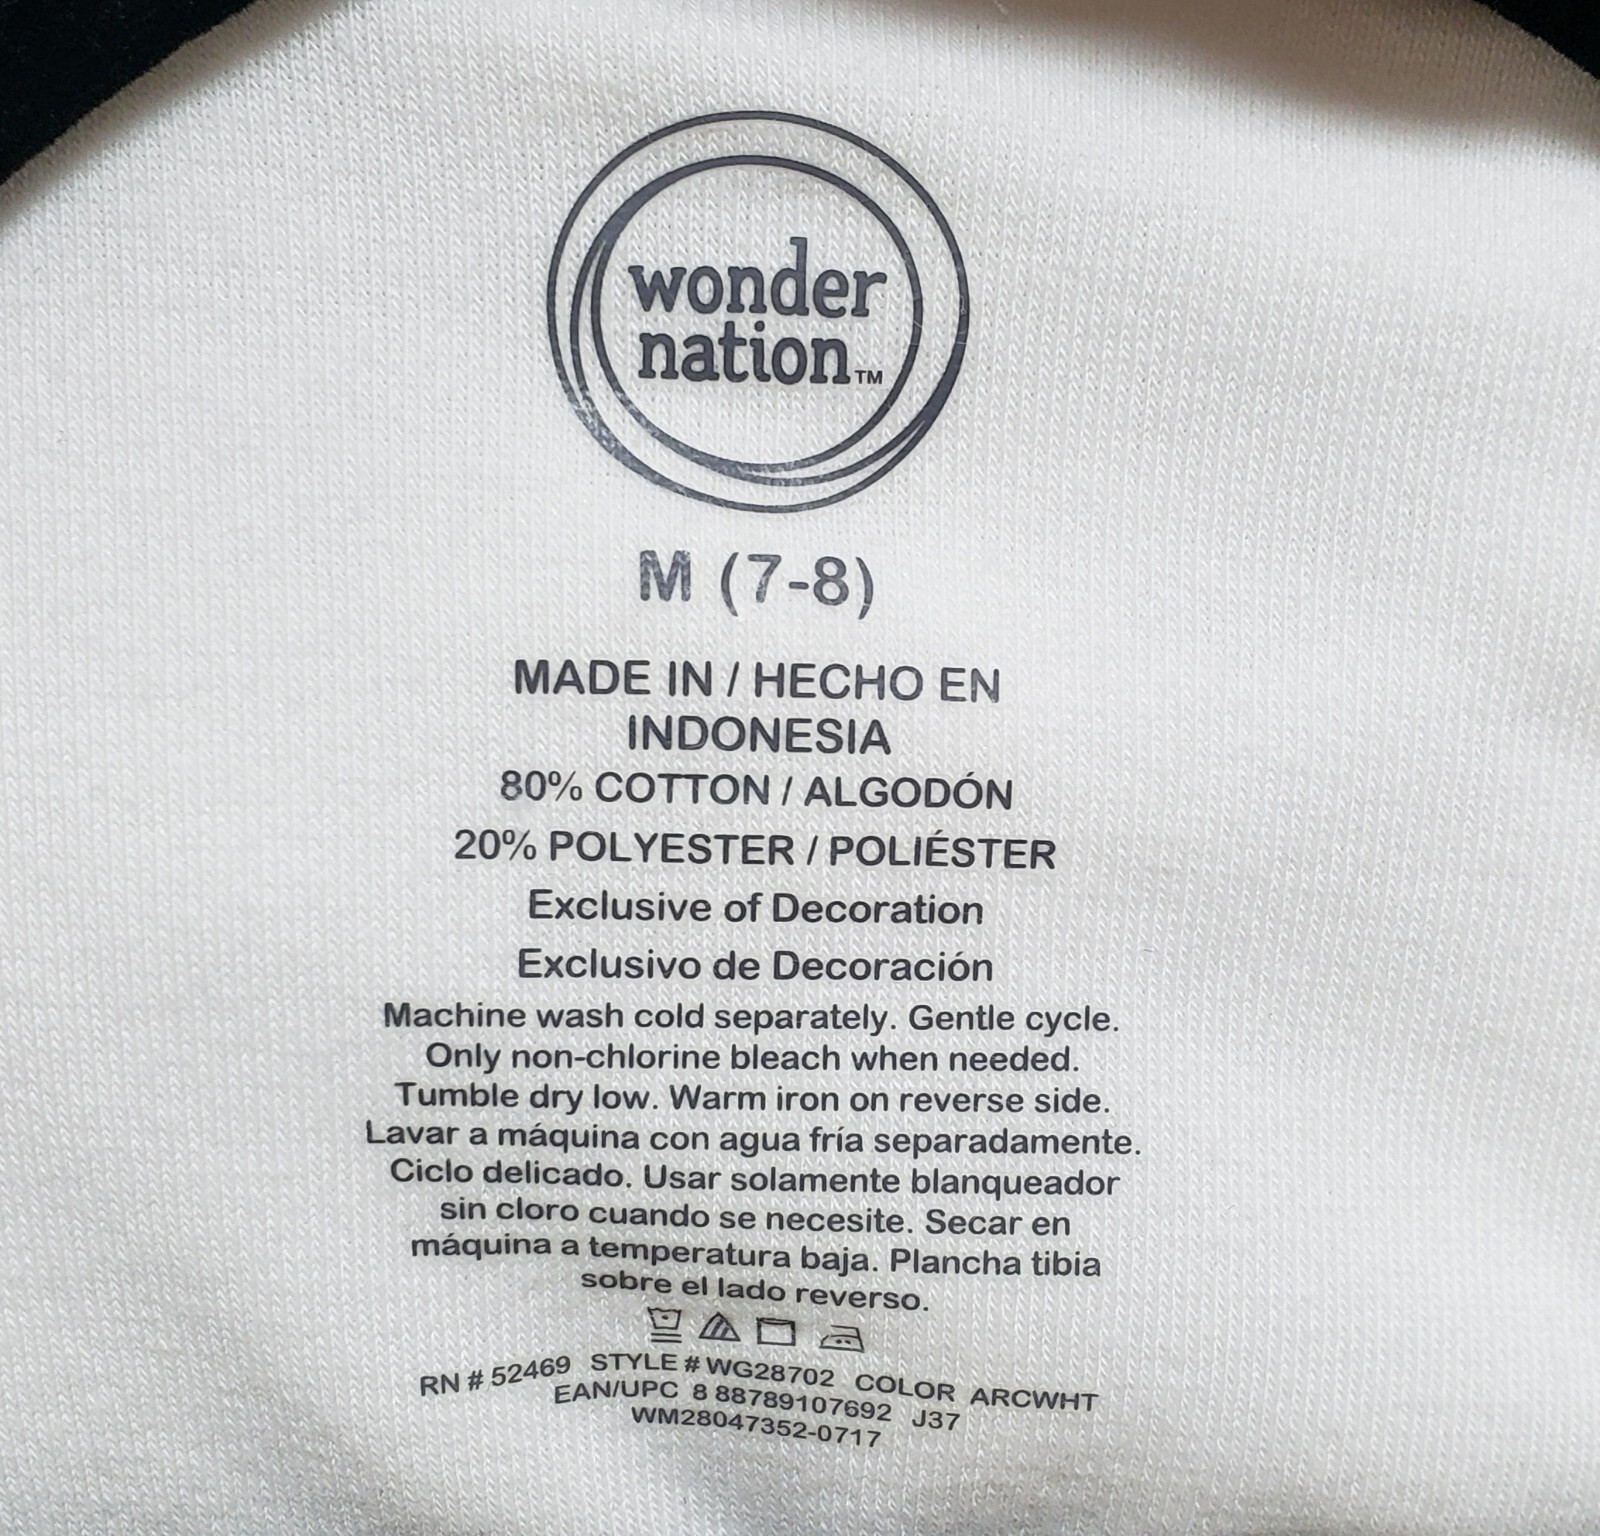 wonder
nation™
M (7-8)
MADE IN / HECHO EN
INDONESIA
80% COTTON / ALGODÓN
20% POLYESTER / POLIÉSTER
Exclusive of Decoration
Exclusivo de Decoración
Machine wash cold separately. Gentle cycle.
Only non-chlorine bleach when needed.
Tumble dry low. Warm iron on reverse side.
Lavar a máquina con agua fría separadamente.
Ciclo delicado. Usar solamente blanqueador
sin cloro cuando se necesite. Secar en
máquina a temperatura baja. Plancha tibia
sobre el lado reverso.
RN # 52469 STYLE # WG28702 COLOR ARCWHT
EAN/UPC 8 88789107692 J37
WM28047352-0717